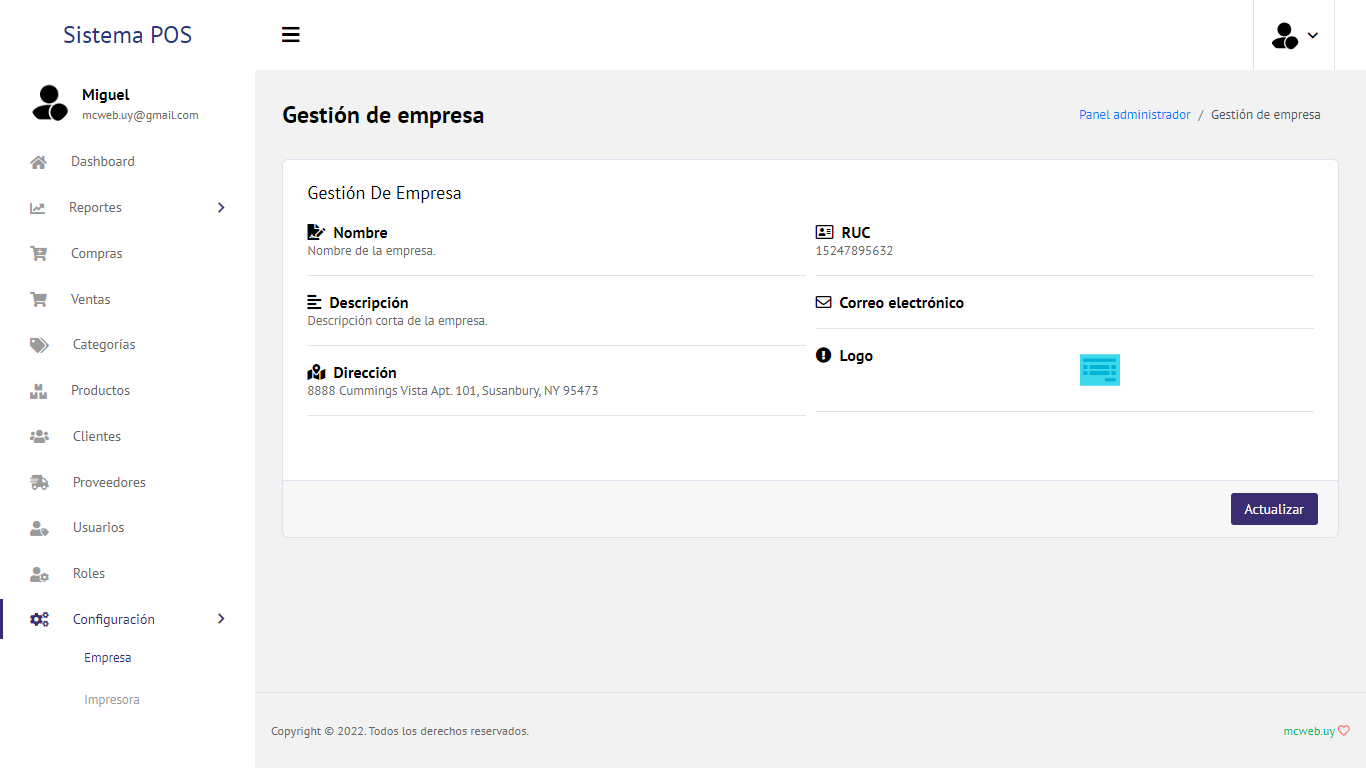 Sistema POS
Miguel
mcweb.uy@gmail.com
Dashboard
Reportes
Compras
Ventas
Categorías
Productos
Clientes
Proveedores
Usuarios
Roles
Configuración
Empresa
Impresora
Gestión de empresa
Panel administrador / Gestión de empresa
Gestión De Empresa
Nombre
Nombre de la empresa.
Descripción
Descripción corta de la empresa.
Dirección
8888 Cummings Vista Apt. 101, Susanbury, NY 95473
RUC
15247895632
Correo electrónico
Logo
Actualizar
Copyright © 2022. Todos los derechos reservados.
mcweb.uy